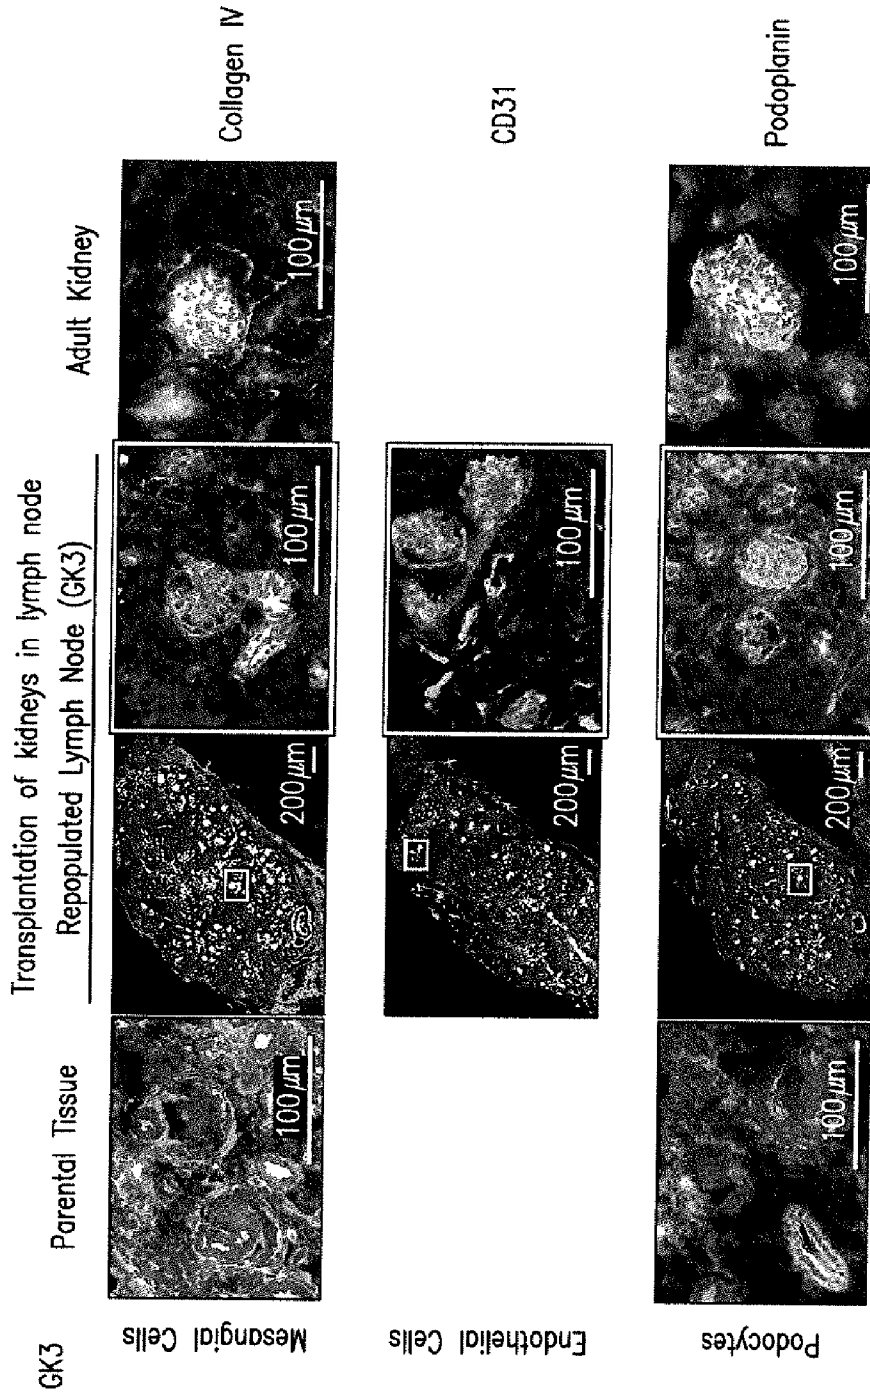 GK3
Transplantation of kidneys in lymph node
Parental Tissue
Repopulated Lymph Node (GK3)
Adult Kidney
Mesangial Cells
100µm
200µm
100µm
100µm
Collagen IV
Endothelial Cells
200µm
100µm
CD31
Podocytes
100µm
200µm
100µm
100µm
Podoplanin